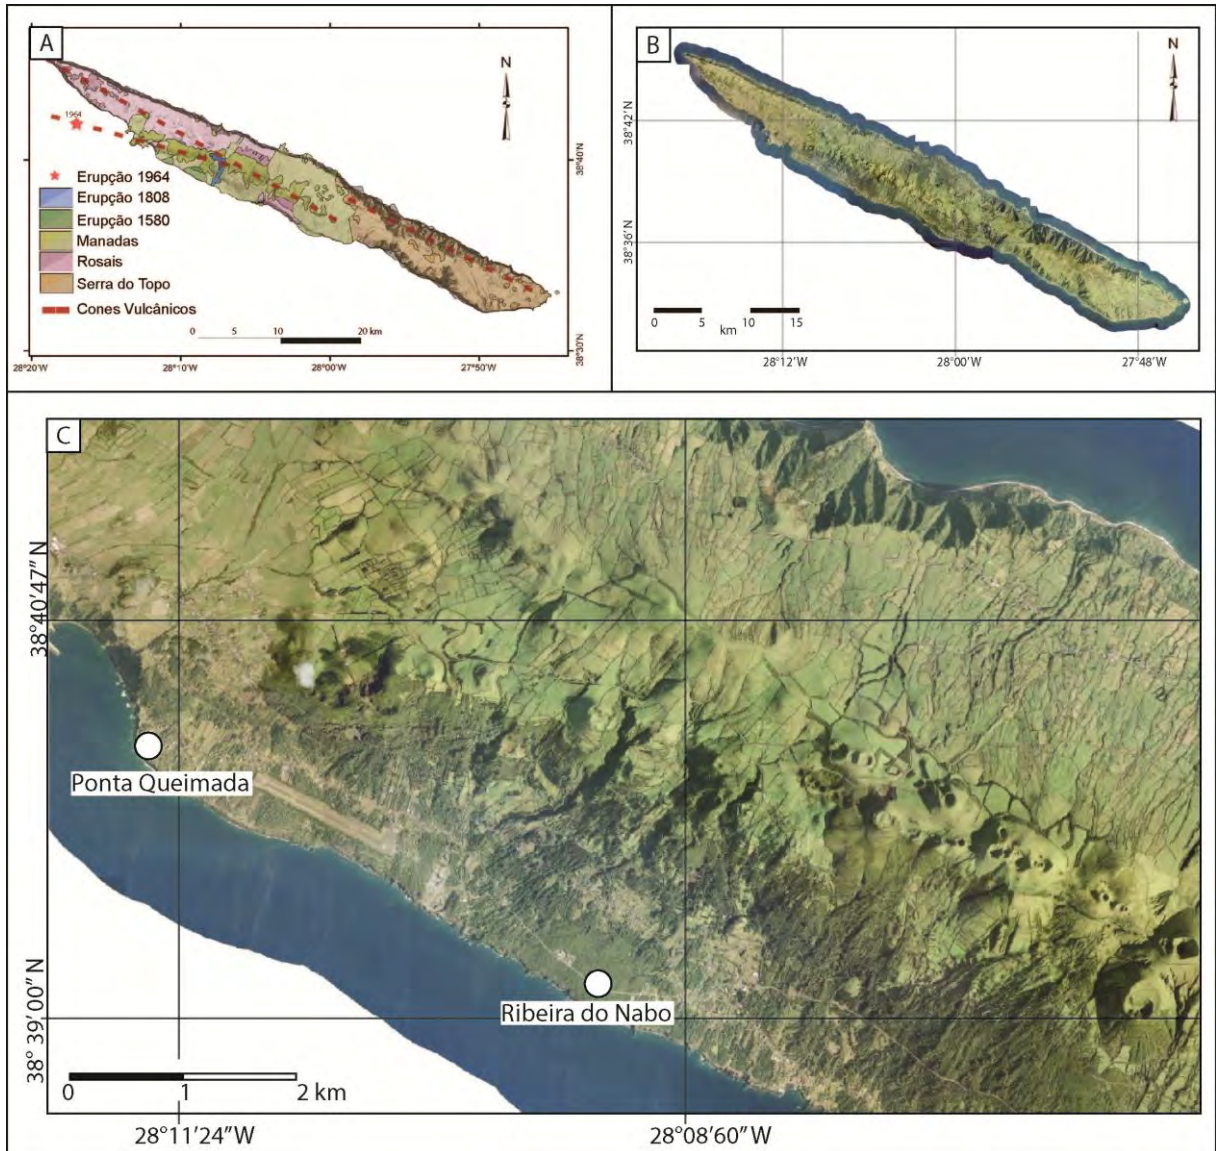 A
N
1964
38°40'N
Erupção 1964
Erupção 1808
Erupção 1580
Manadas
Rosais
Serra do Topo
Cones Vulcânicos
0 5 10 20 km
38°30'N
28°20'W 28°10'W 28°00'W 27°50'W
B
N
38°42' N
38°36' N
0 5 10 15
km
28°12'W 28°00'W 27°48'W
C
38°40'47" N
Ponta Queimada
Ribeira do Nabo
38° 39' 00" N
0 1 2 km
28°11'24"W 28°08'60"W